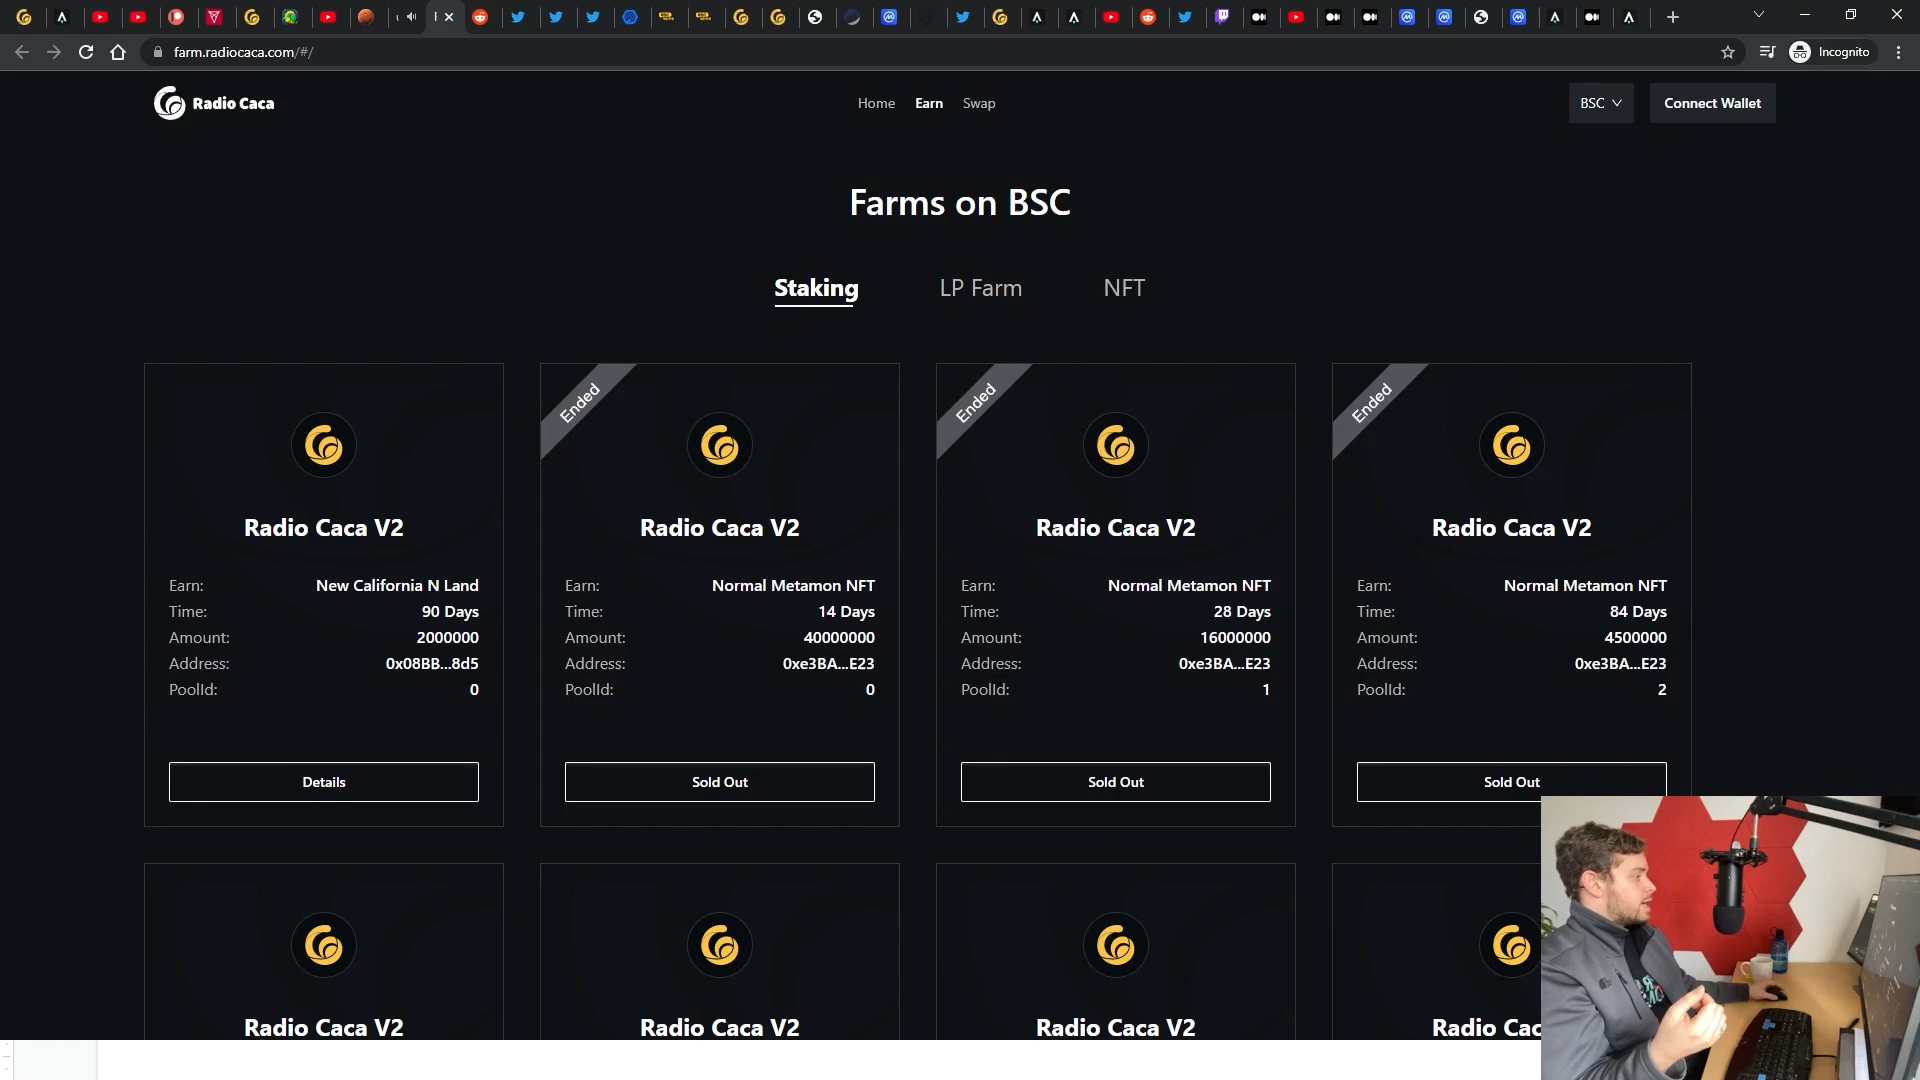 farm.radiocaca.com/#/
Incognito
Radio Caca
Home
Earn
Swap
BSC
Connect Wallet
Farms on BSC
Staking
LP Farm
NFT
Radio Caca V2
Earn: New California N Land
Time: 90 Days
Amount: 2000000
Address: 0x08BB...8d5
PoolId: 0
Details
Ended
Radio Caca V2
Earn: Normal Metamon NFT
Time: 14 Days
Amount: 40000000
Address: 0xe3BA...E23
PoolId: 0
Sold Out
Ended
Radio Caca V2
Earn: Normal Metamon NFT
Time: 28 Days
Amount: 16000000
Address: 0xe3BA...E23
PoolId: 1
Sold Out
Ended
Radio Caca V2
Earn: Normal Metamon NFT
Time: 84 Days
Amount: 4500000
Address: 0xe3BA...E23
PoolId: 2
Sold Out
Radio Caca V2
Radio Caca V2
Radio Caca V2
Radio Cac